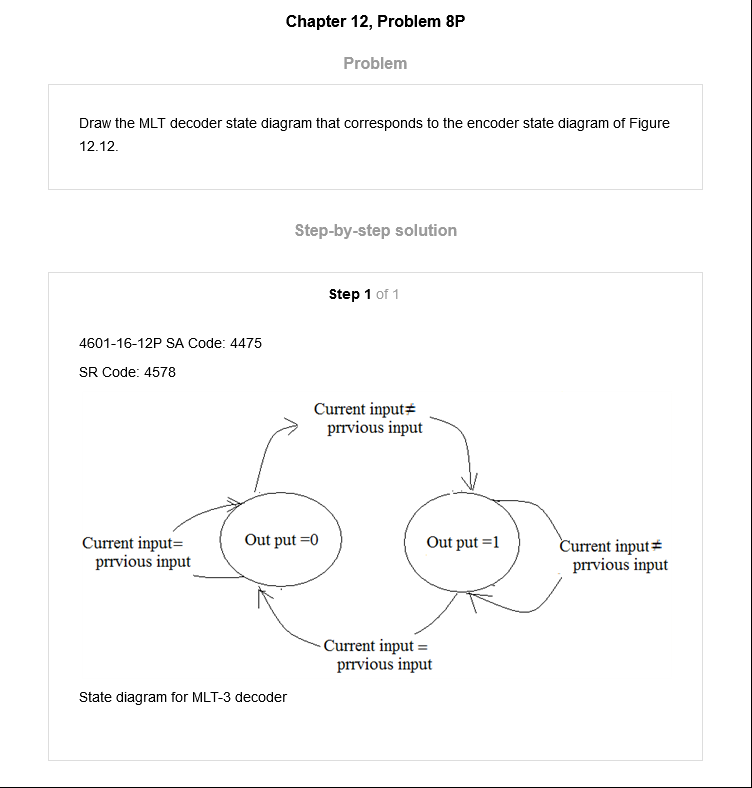 Chapter 12, Problem 8P
Problem
Draw the MLT decoder state diagram that corresponds to the encoder state diagram of Figure
12.12.
Step-by-step solution
Step 1 of 1
4601-16-12P SA Code: 4475
SR Code: 4578
Current input≠
prrvious input
Current input=
prrvious input
Out put =0
Out put =1
Current input≠
prrvious input
Current input =
prrvious input
State diagram for MLT-3 decoder